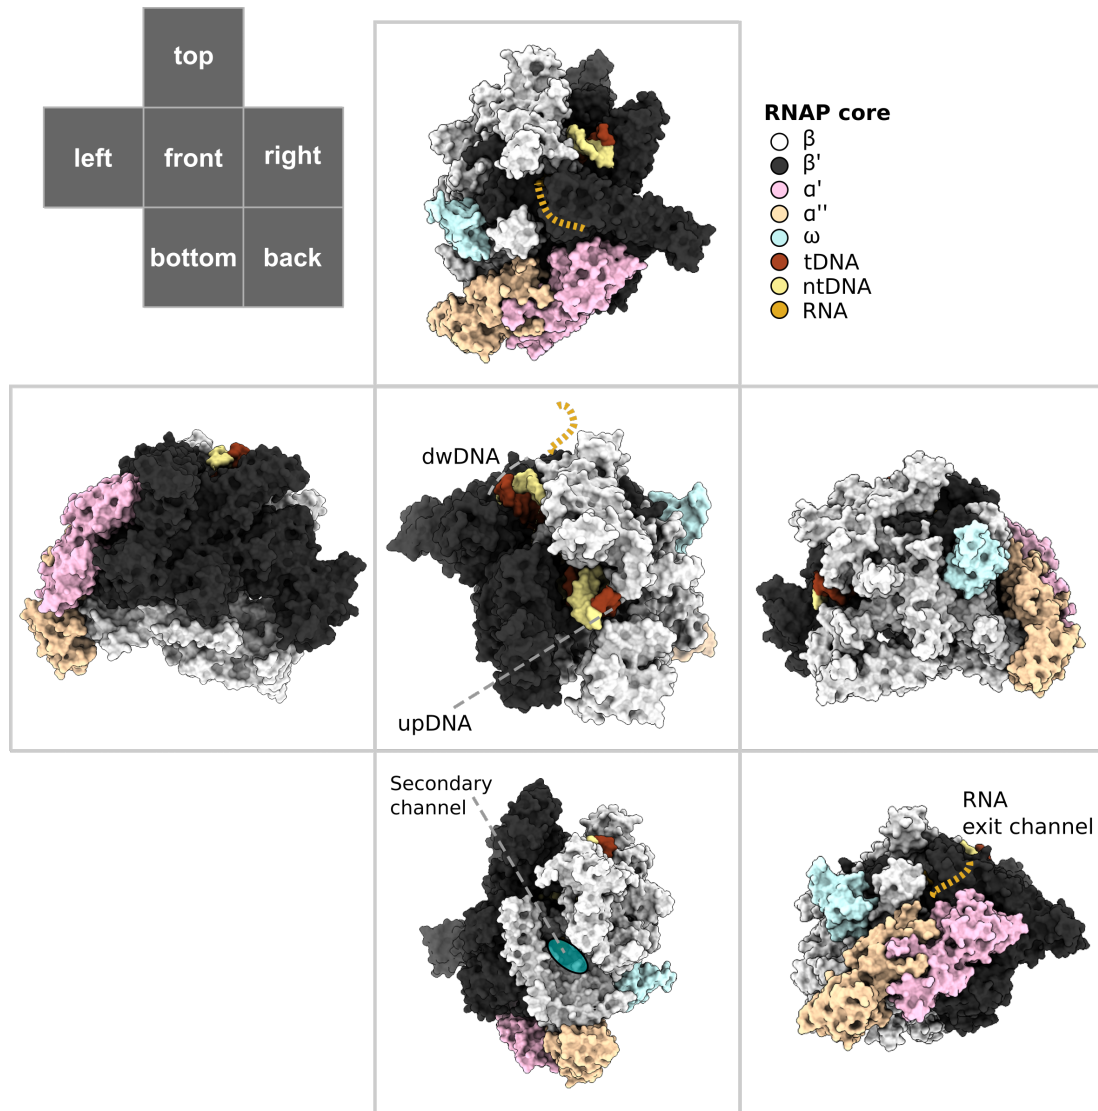 top
left
front
right
bottom
back
RNAP core
β
β'
α'
α''
ω
tDNA
ntDNA
RNA
dwDNA
upDNA
Secondary
channel
RNA
exit channel